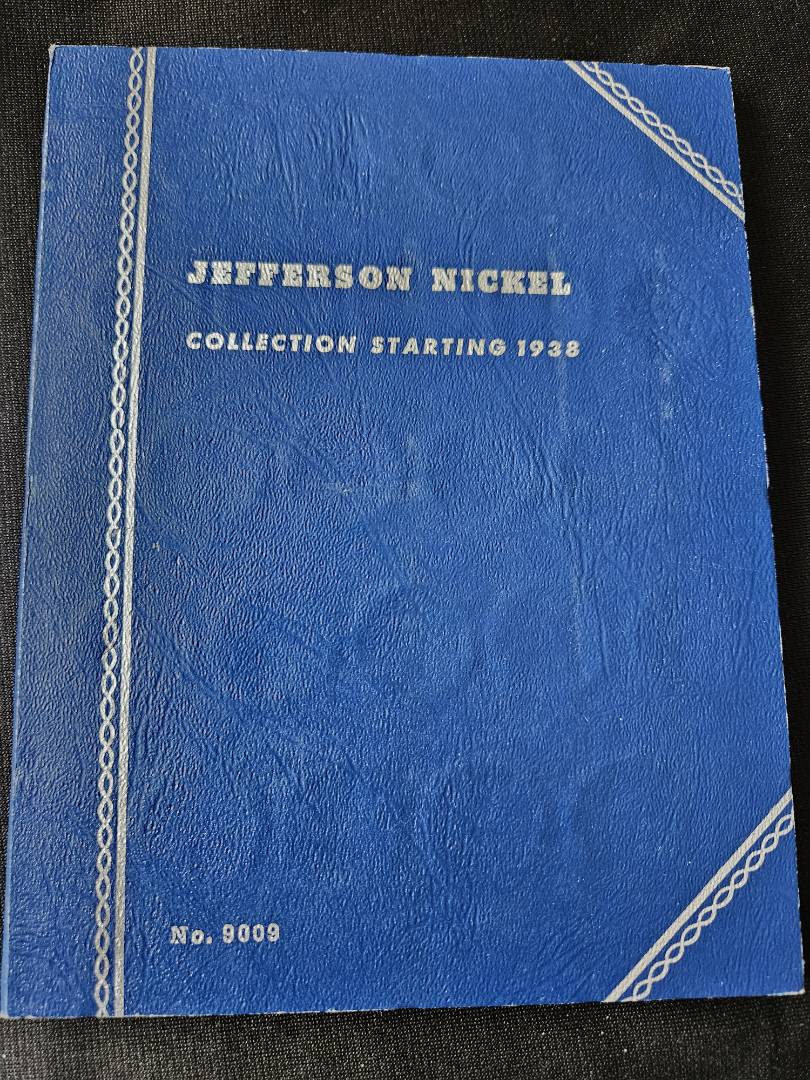 JEFFERSON NICKEL
COLLECTION STARTING 1938
No. 9009